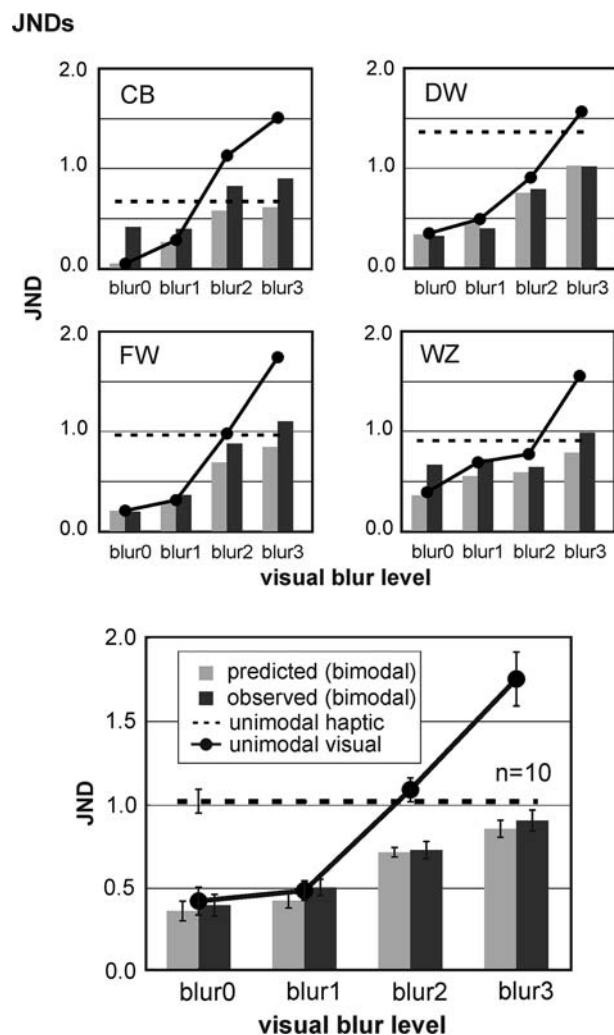 JNDs
CB
2.0
1.0
0.0
blur0 blur1 blur2 blur3
DW
2.0
1.0
0.0
blur0 blur1 blur2 blur3
JND
FW
2.0
1.0
0.0
blur0 blur1 blur2 blur3
WZ
2.0
1.0
0.0
blur0 blur1 blur2 blur3
visual blur level
2.0
1.5
1.0
0.5
0.0
JND
predicted (bimodal)
observed (bimodal)
unimodal haptic
unimodal visual
n=10
blur0 blur1 blur2 blur3
visual blur level